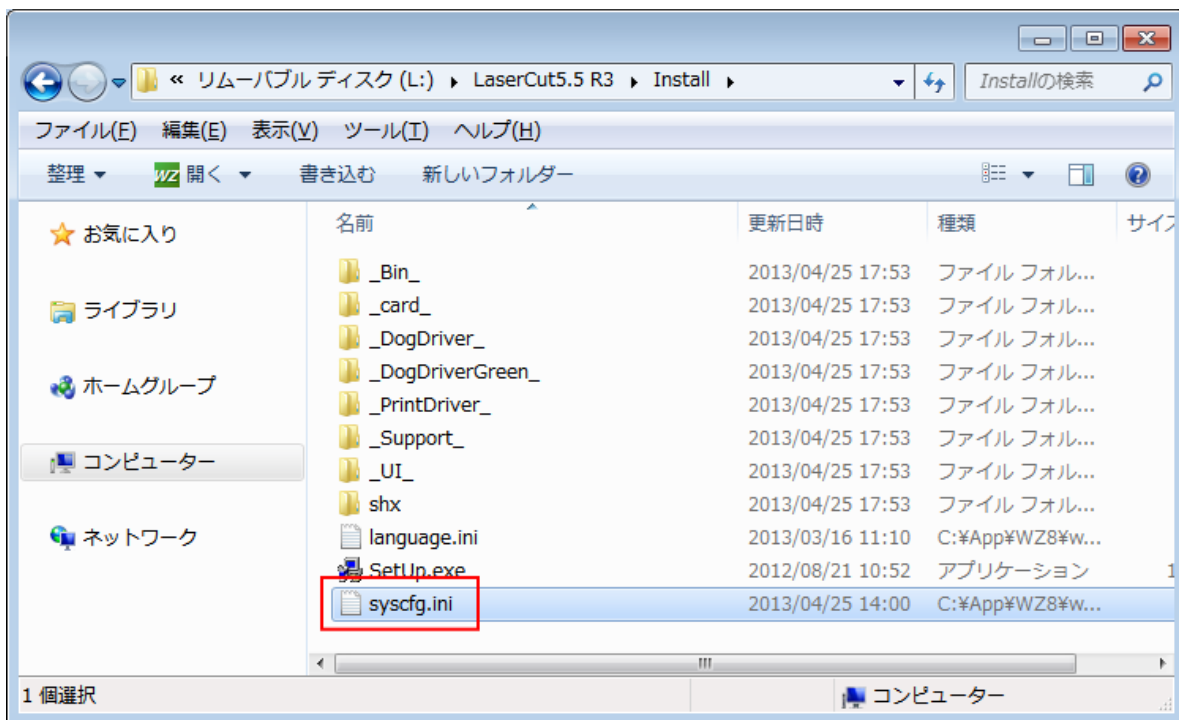 « リムーバブル ディスク (L:) ▸ LaserCut5.5 R3 ▸ Install ▸ Installの検索
ファイル(F) 編集(E) 表示(V) ツール(T) ヘルプ(H)
整理 WZ 開く 書き込む 新しいフォルダー
名前 更新日時 種類 サイズ
お気に入り
ライブラリ
ホームグループ
コンピューター
ネットワーク
_Bin_ 2013/04/25 17:53 ファイル フォル...
_card_ 2013/04/25 17:53 ファイル フォル...
_DogDriver_ 2013/04/25 17:53 ファイル フォル...
_DogDriverGreen_ 2013/04/25 17:53 ファイル フォル...
_PrintDriver_ 2013/04/25 17:53 ファイル フォル...
_Support_ 2013/04/25 17:53 ファイル フォル...
_UI_ 2013/04/25 17:53 ファイル フォル...
shx 2013/04/25 17:53 ファイル フォル...
language.ini 2013/03/16 11:10 C:¥App¥WZ8¥w...
SetUp.exe 2012/08/21 10:52 アプリケーション 1
syscfg.ini 2013/04/25 14:00 C:¥App¥WZ8¥w...
1 個選択 コンピューター